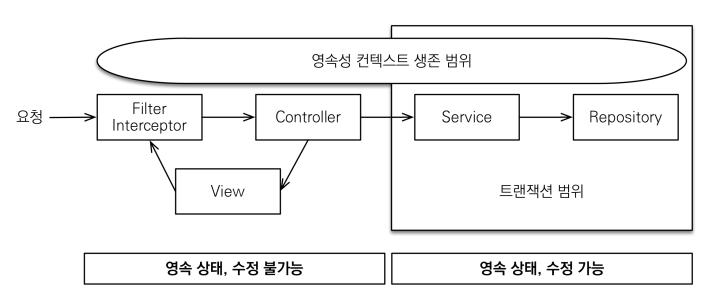 영속성 컨텍스트 생존 범위
요청
Filter
Interceptor
Controller
Service
Repository
View
트랜잭션 범위
영속 상태, 수정 불가능
영속 상태, 수정 가능